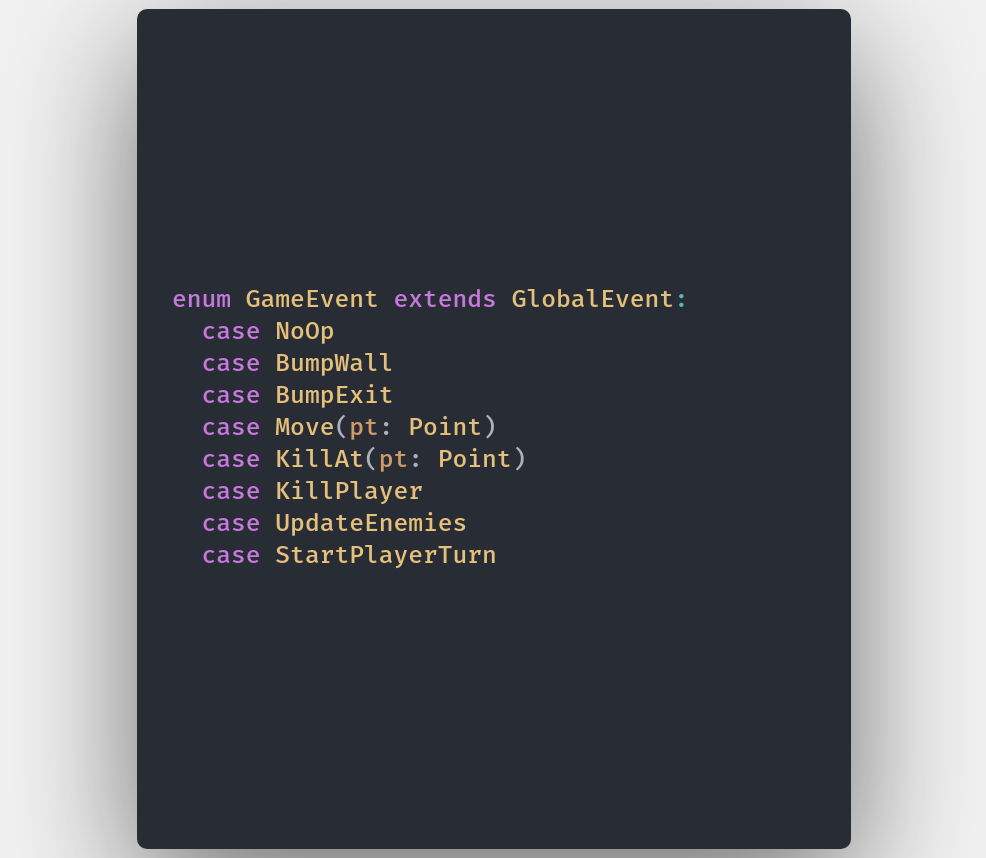 enum GameEvent extends GlobalEvent:
  case NoOp
  case BumpWall
  case BumpExit
  case Move(pt: Point)
  case KillAt(pt: Point)
  case KillPlayer
  case UpdateEnemies
  case StartPlayerTurn